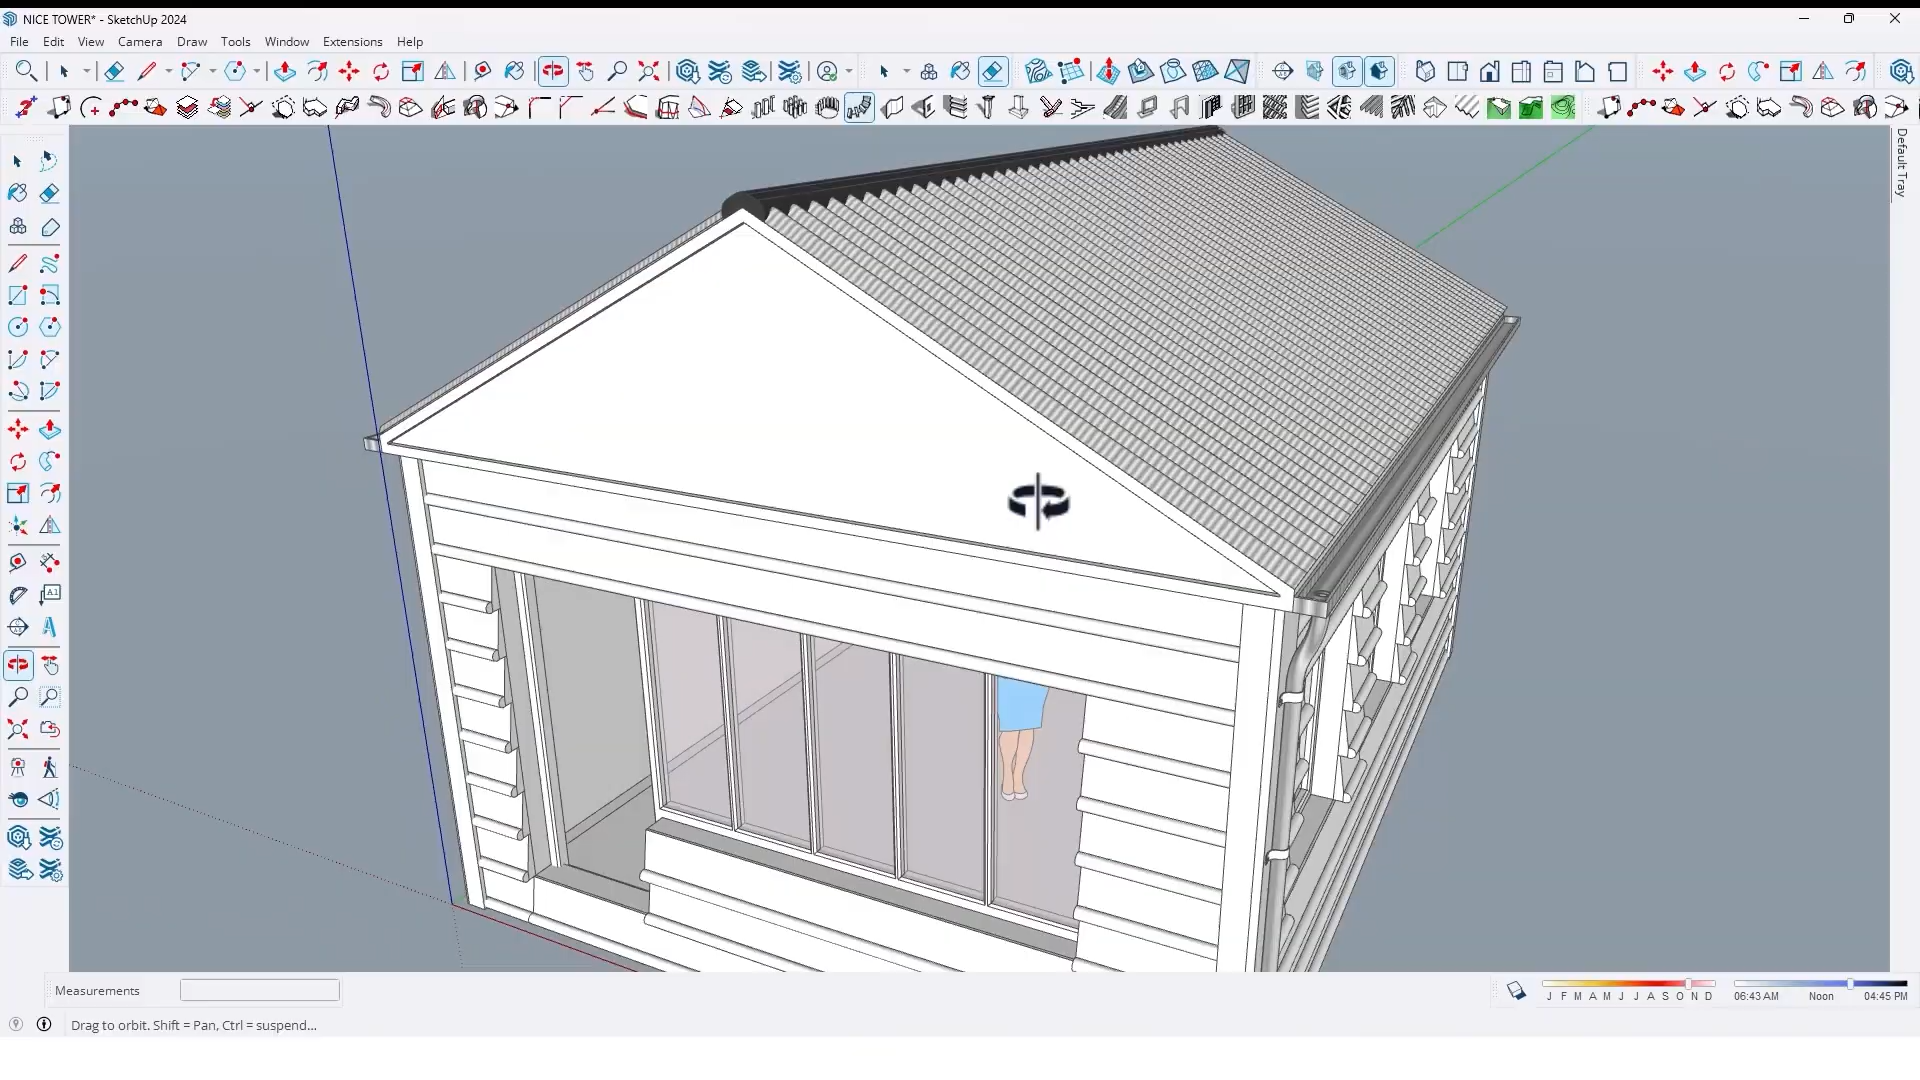 NICE TOWER* - SketchUp 2024
File Edit View Camera Draw Tools Window Extensions Help
Default Tray
A1
Measurements
J F M A M J J A S O N D
06:43 AM Noon 04:45 PM
Drag to orbit. Shift = Pan, Ctrl = suspend...